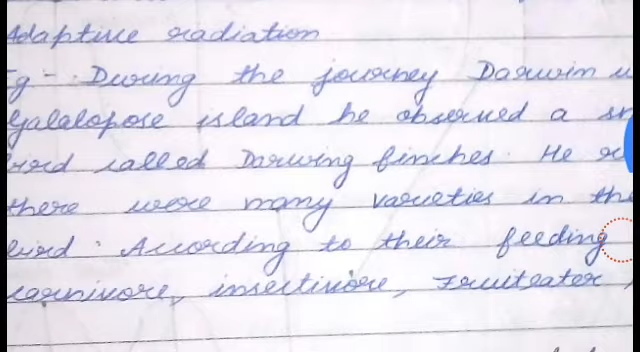 Adaptive radiation
Eg - During the journey Darwin
Galalopose island he observed a
bird called Darwing finches. He
there were many varieties in the
bird. According to their feeding
carnivore, insectivore, Fruiteater,